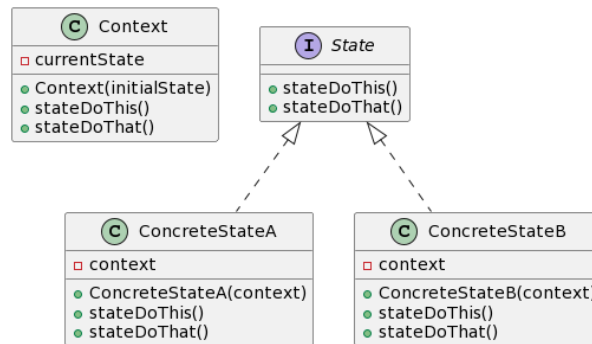 C Context
currentState
Context(initialState)
stateDoThis()
stateDoThat()
I State
stateDoThis()
stateDoThat()
C ConcreteStateA
context
ConcreteStateA(context)
stateDoThis()
stateDoThat()
C ConcreteStateB
context
ConcreteStateB(context)
stateDoThis()
stateDoThat()